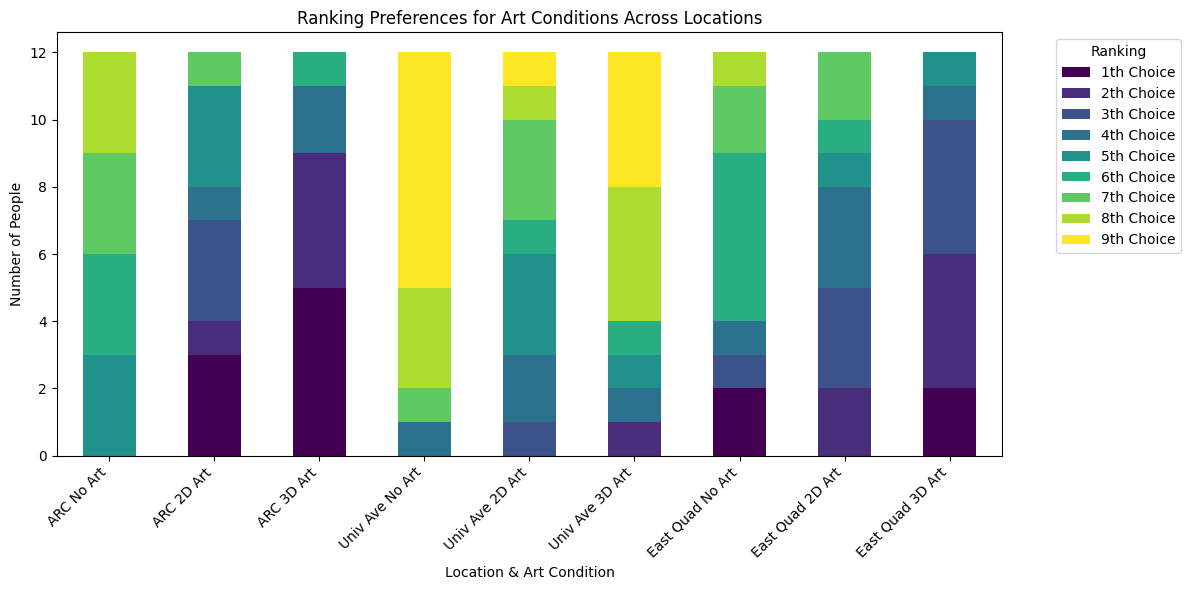 Ranking Preferences for Art Conditions Across Locations
Number of People
12
10
8
6
4
2
0
ARC No Art
ARC 2D Art
ARC 3D Art
Univ Ave No Art
Univ Ave 2D Art
Univ Ave 3D Art
East Quad No Art
East Quad 2D Art
East Quad 3D Art
Location & Art Condition
Ranking
1th Choice
2th Choice
3th Choice
4th Choice
5th Choice
6th Choice
7th Choice
8th Choice
9th Choice